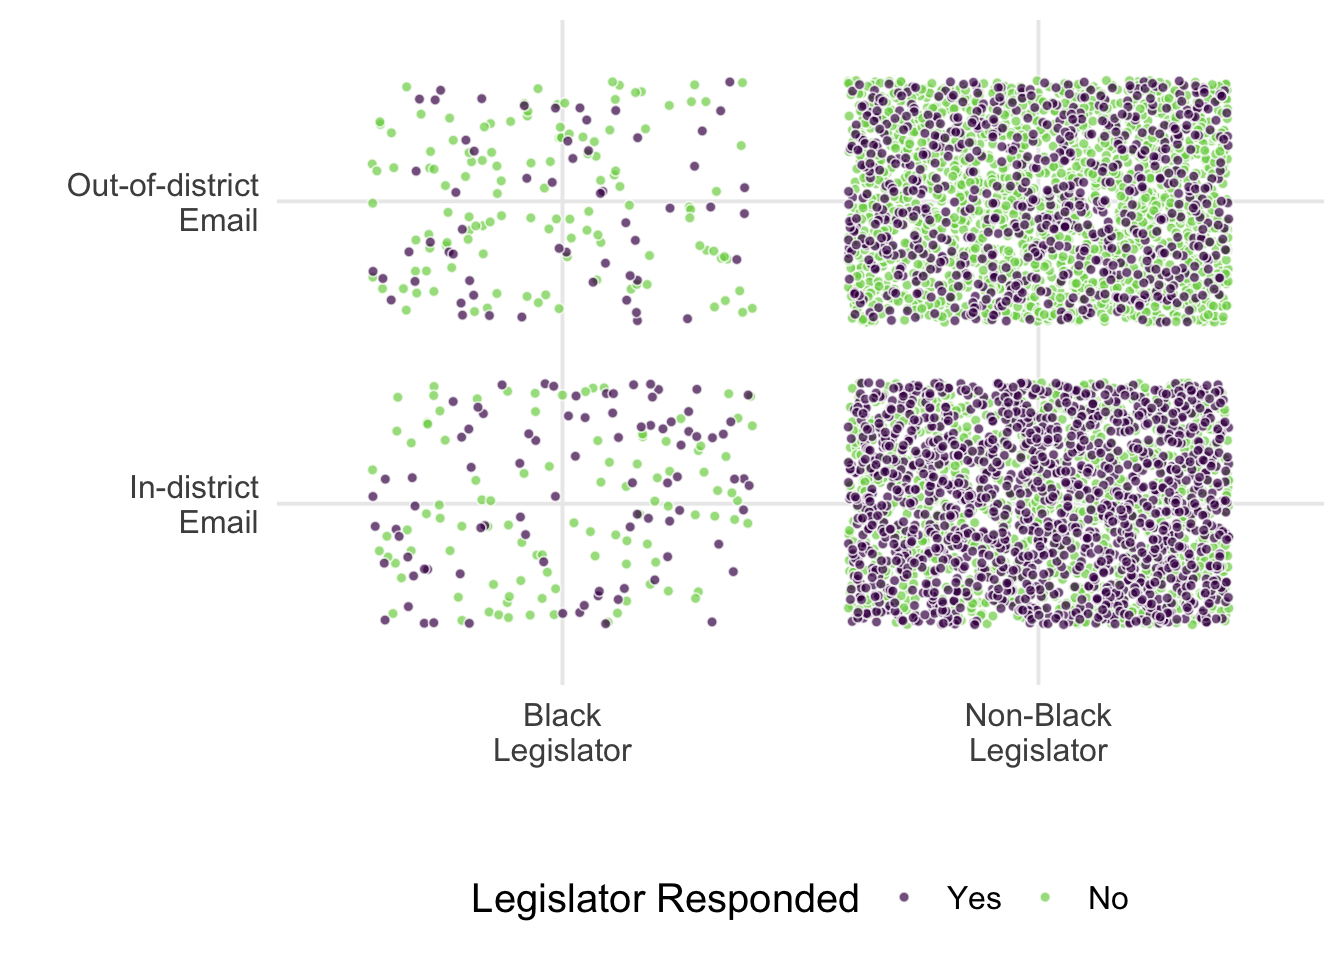 Out-of-district
Email
In-district
Email
Black
Legislator
Non-Black
Legislator
Legislator Responded Yes No